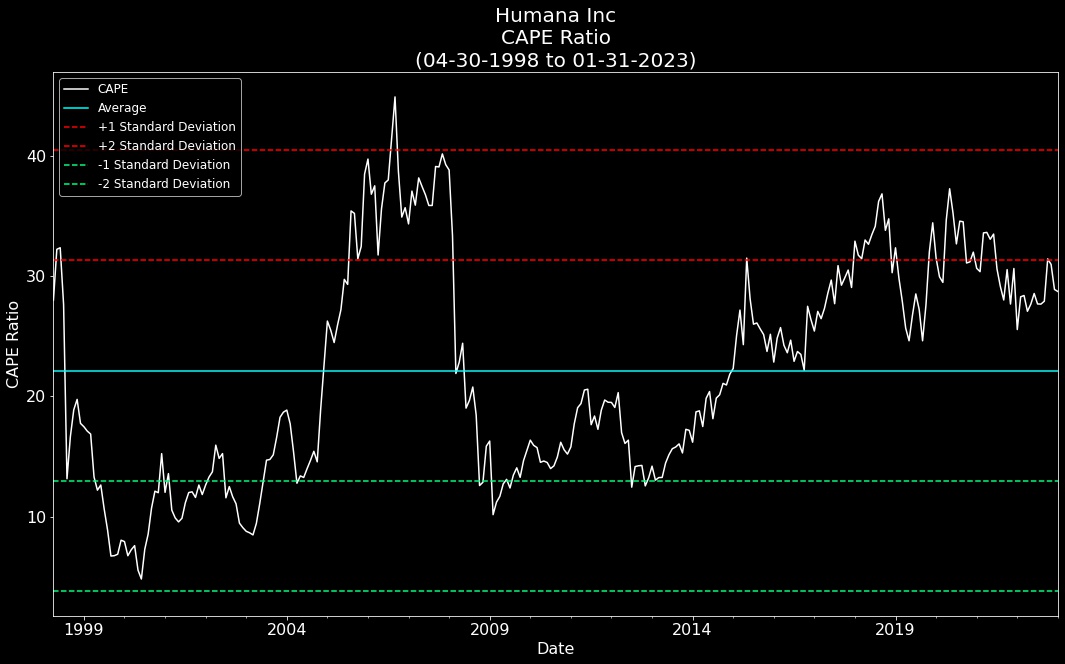 Humana Inc
CAPE Ratio
(04-30-1998 to 01-31-2023)
CAPE
Average
+1 Standard Deviation
+2 Standard Deviation
-1 Standard Deviation
-2 Standard Deviation
CAPE Ratio
40
30
20
10
1999 2004 2009 2014 2019
Date